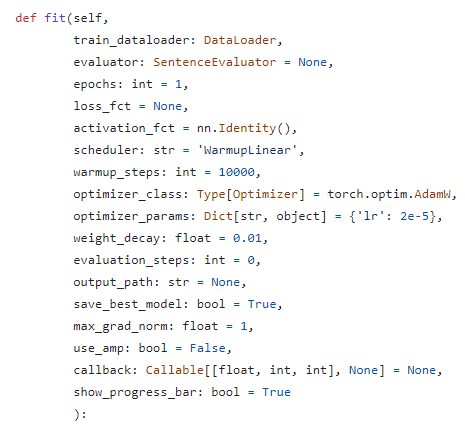 def fit(self,
        train_dataloader: DataLoader,
        evaluator: SentenceEvaluator = None,
        epochs: int = 1,
        loss_fct = None,
        activation_fct = nn.Identity(),
        scheduler: str = 'WarmupLinear',
        warmup_steps: int = 10000,
        optimizer_class: Type[Optimizer] = torch.optim.AdamW,
        optimizer_params: Dict[str, object] = {'lr': 2e-5},
        weight_decay: float = 0.01,
        evaluation_steps: int = 0,
        output_path: str = None,
        save_best_model: bool = True,
        max_grad_norm: float = 1,
        use_amp: bool = False,
        callback: Callable[[float, int, int], None] = None,
        show_progress_bar: bool = True
        ):